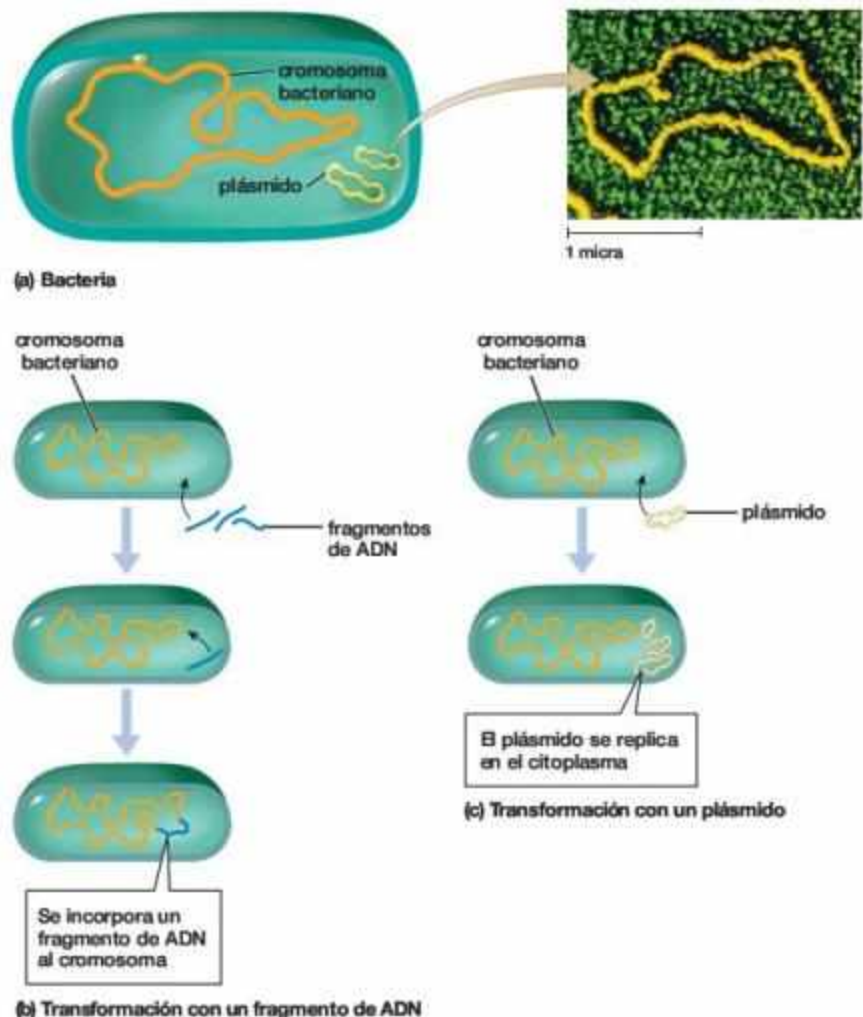 cromosoma
bacteriano
plásmido
1 micra
(a) Bacteria
cromosoma
bacteriano
fragmentos
de ADN
Se incorpora un
fragmento de ADN
al cromosoma
(b) Transformación con un fragmento de ADN
cromosoma
bacteriano
plásmido
El plásmido se replica
en el citoplasma
(c) Transformación con un plásmido